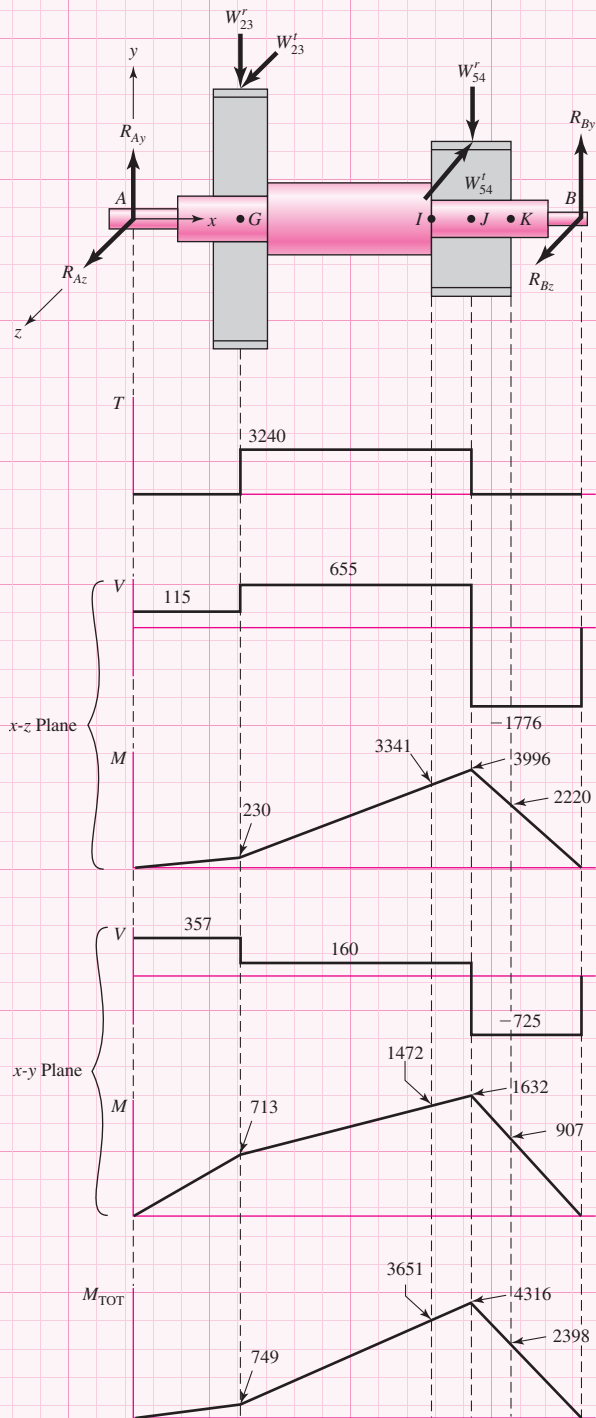 W^r_23
W^t_23
y
W^r_54
R_Ay
R_By
A
x
G
I
J
K
W^t_54
B
R_Az
R_Bz
z
T
3240
V
115
655
−1776
x-z Plane
M
230
3341
3996
2220
V
357
160
−725
x-y Plane
M
713
1472
1632
907
M_TOT
749
3651
4316
2398